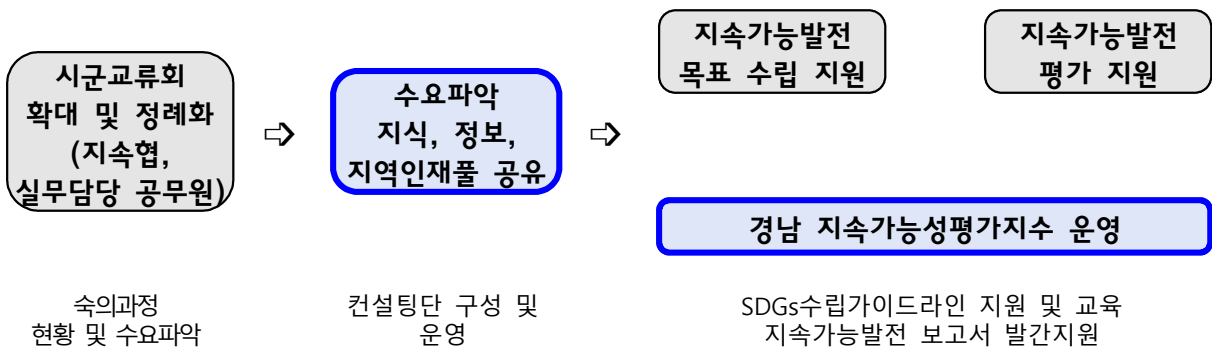 시군교류회
확대 및 정례화
(지속협,
실무담당 공무원)
수요파악
지식, 정보,
지역인재풀 공유
지속가능발전
목표 수립 지원
지속가능발전
평가 지원
경남 지속가능성평가지수 운영
숙의과정
현황 및 수요파악
컨설팅단 구성 및
운영
SDGs수립가이드라인 지원 및 교육
지속가능발전 보고서 발간지원